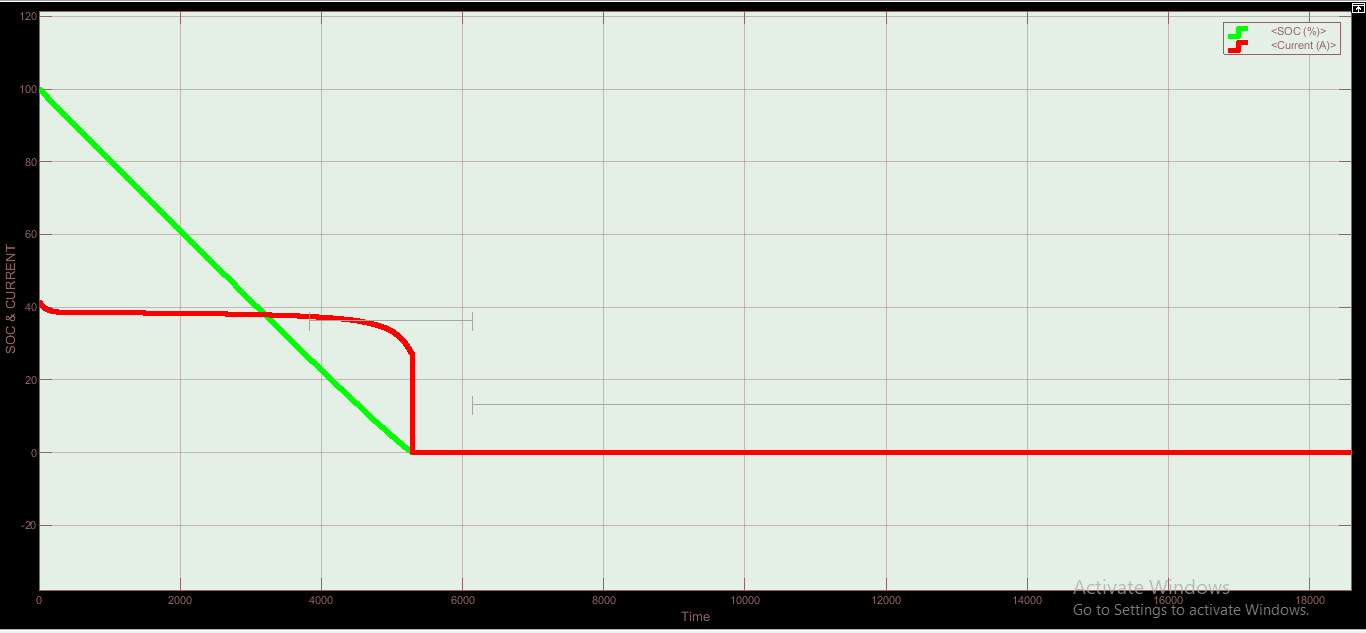 120
<SOC (%)>
<Current (A)>
100
80
60
40
20
0
-20
SOC & CURRENT
0 2000 4000 6000 8000 10000 12000 14000 16000 18000
Time
Activate Windows
Go to Settings to activate Windows.